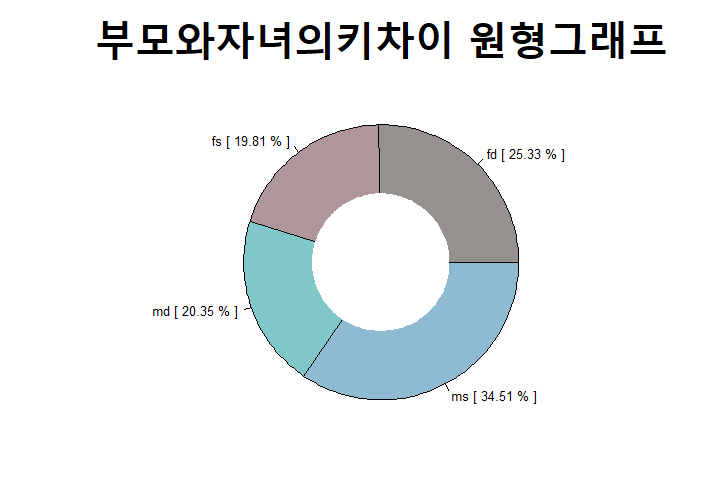 부모와자녀의키차이 원형그래프
fs [ 19.81 % ]
fd [ 25.33 % ]
md [ 20.35 % ]
ms [ 34.51 % ]